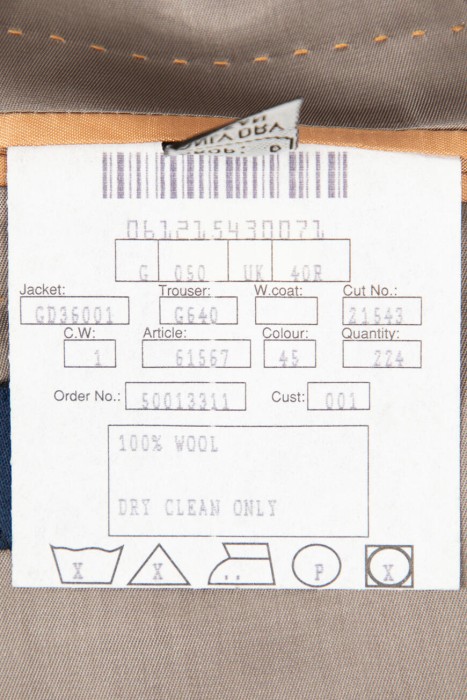 061215430071
G 050 UK 40R
Jacket: Trouser: W.coat: Cut No.:
GD36001 G640 21543
C.W: Article: Colour: Quantity:
1 61567 45 224
Order No.: 50013311 Cust: 001
100% WOOL
DRY CLEAN ONLY
X X .. P X